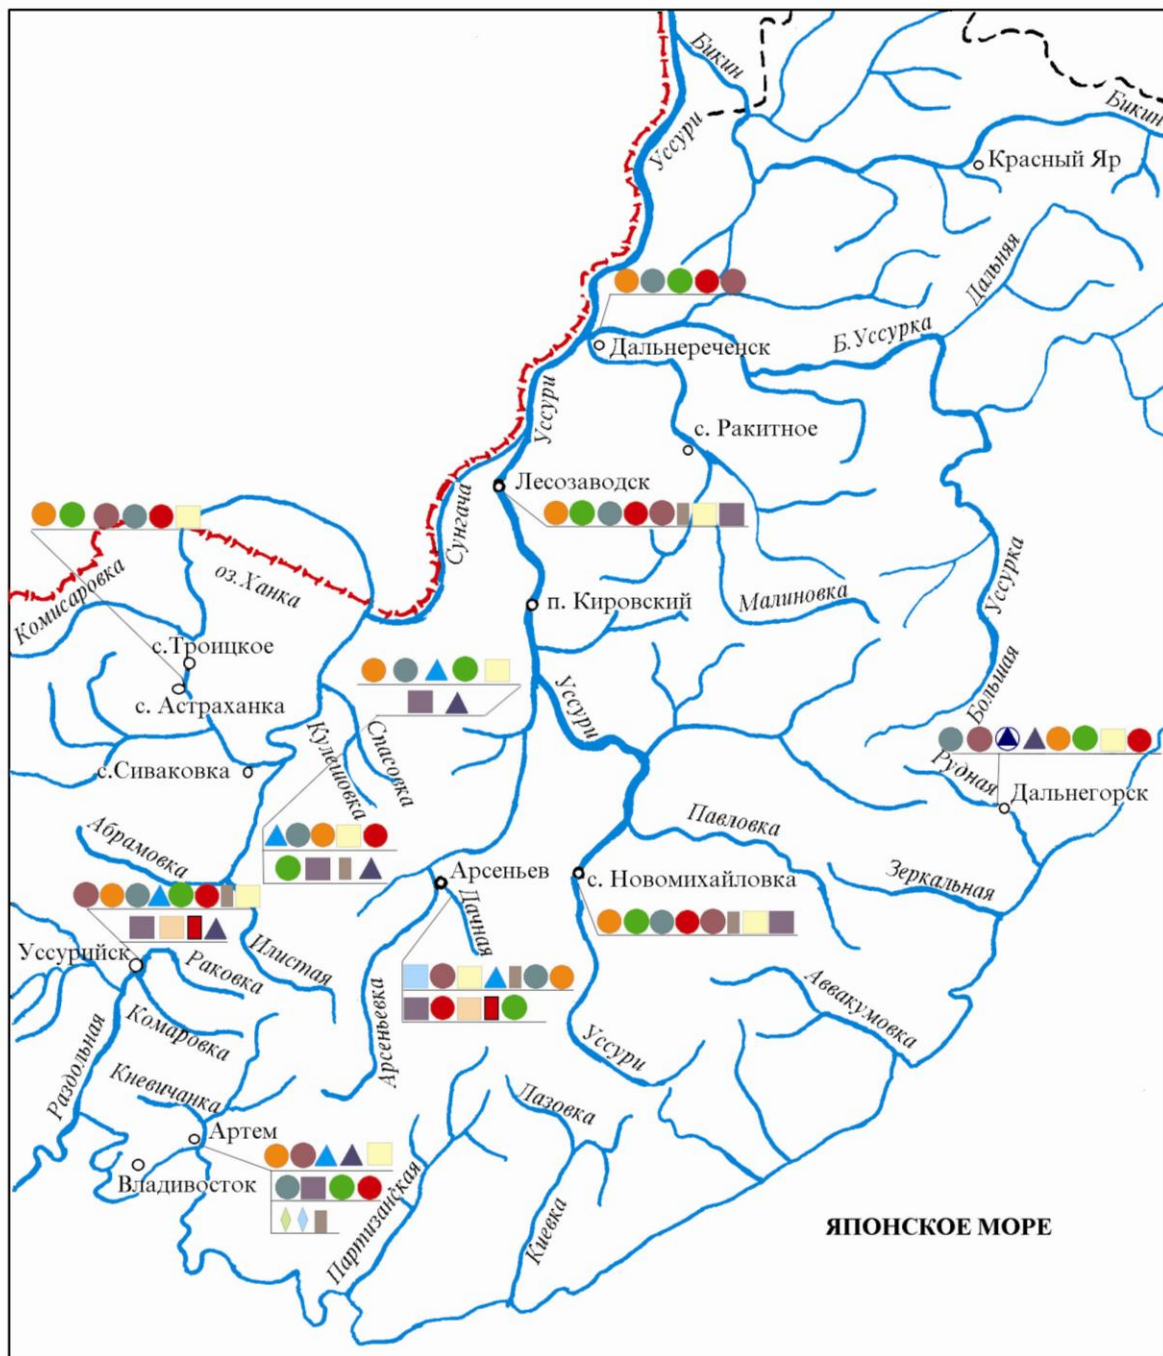 Бикин
Бикин
Уссури
Красный Яр
Дальняя
Б.Уссурка
Дальнереченск
Уссури
с. Ракитное
Лесозаводск
Сунгача
оз.Ханка
Комисаровка
п. Кировский
Малиновка
Уссурка
Большая
с.Троицкое
с. Астраханка
Уссури
Спасовка
Кулешовка
с.Сиваковка
Рудная
Дальнегорск
Павловка
Абрамовка
Арсеньев
с. Новомихайловка
Зеркальная
Дачная
Уссурийск
Раковка
Илистая
Аввакумовка
Комаровка
Арсеньевка
Уссури
Раздольная
Кневичанка
Лазовка
Артем
Владивосток
Партизанская
Киевка
ЯПОНСКОЕ МОРЕ